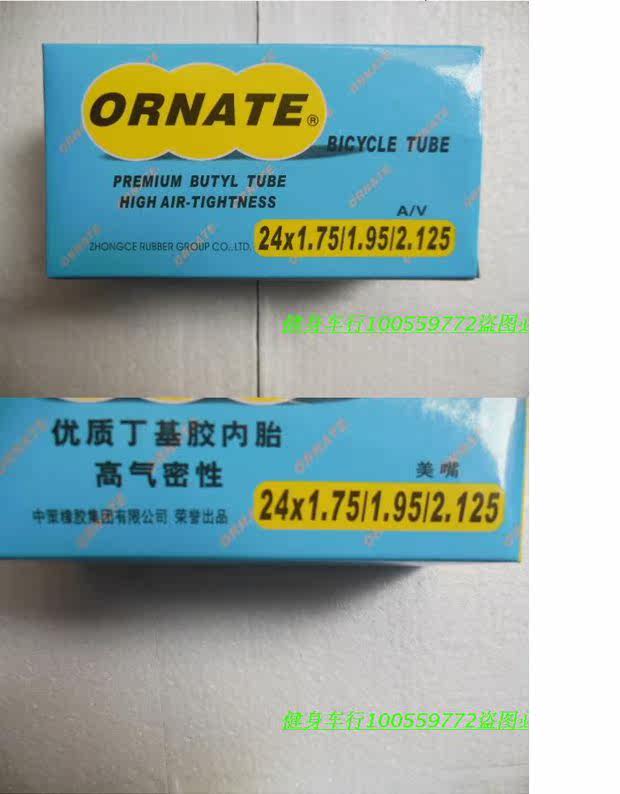 ORNATE®
BICYCLE TUBE
PREMIUM BUTYL TUBE
HIGH AIR-TIGHTNESS
A/V
ZHONGCE RUBBER GROUP CO.,LTD.
24x1.75/1.95/2.125
健身车行100559772盗图
优质丁基胶内胎
高气密性
美嘴
中策橡胶集团有限公司 荣誉出品
24x1.75/1.95/2.125
健身车行100559772盗图